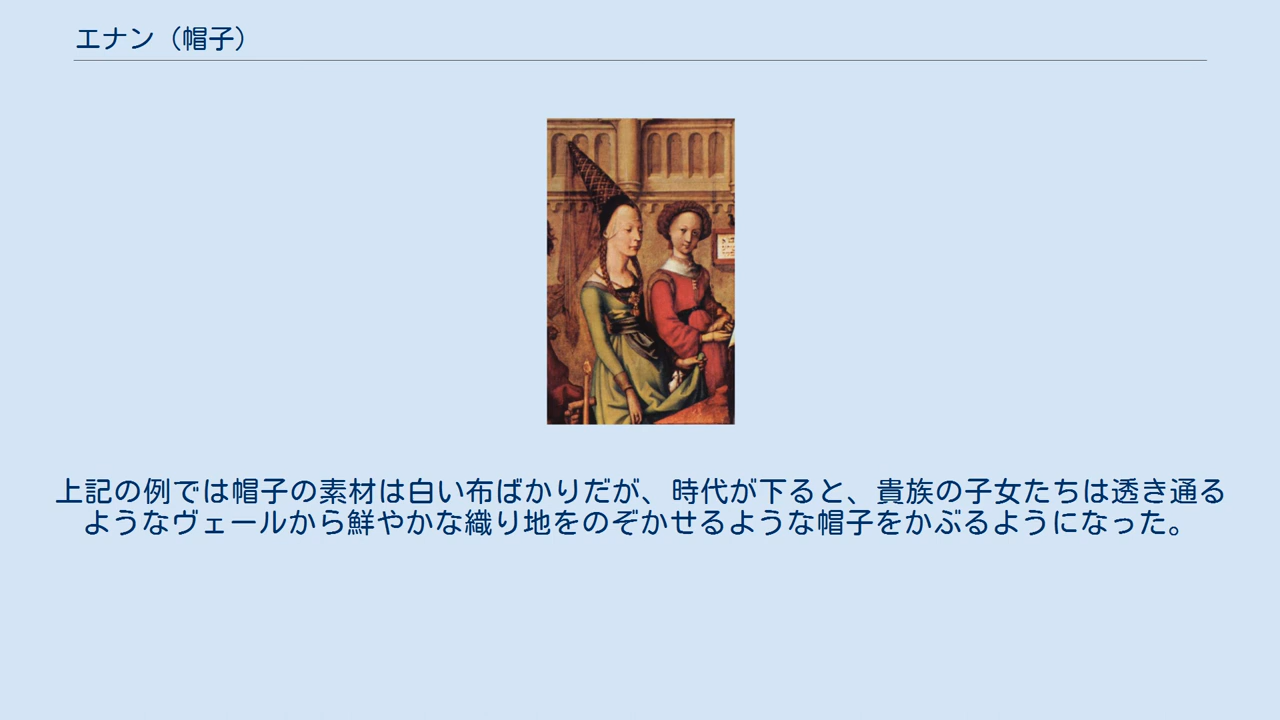 エナン（帽子）
上記の例では帽子の素材は白い布ばかりだが、時代が下ると、貴族の子女たちは透き通る
ようなヴェールから鮮やかな織り地をのぞかせるような帽子をかぶるようになった。